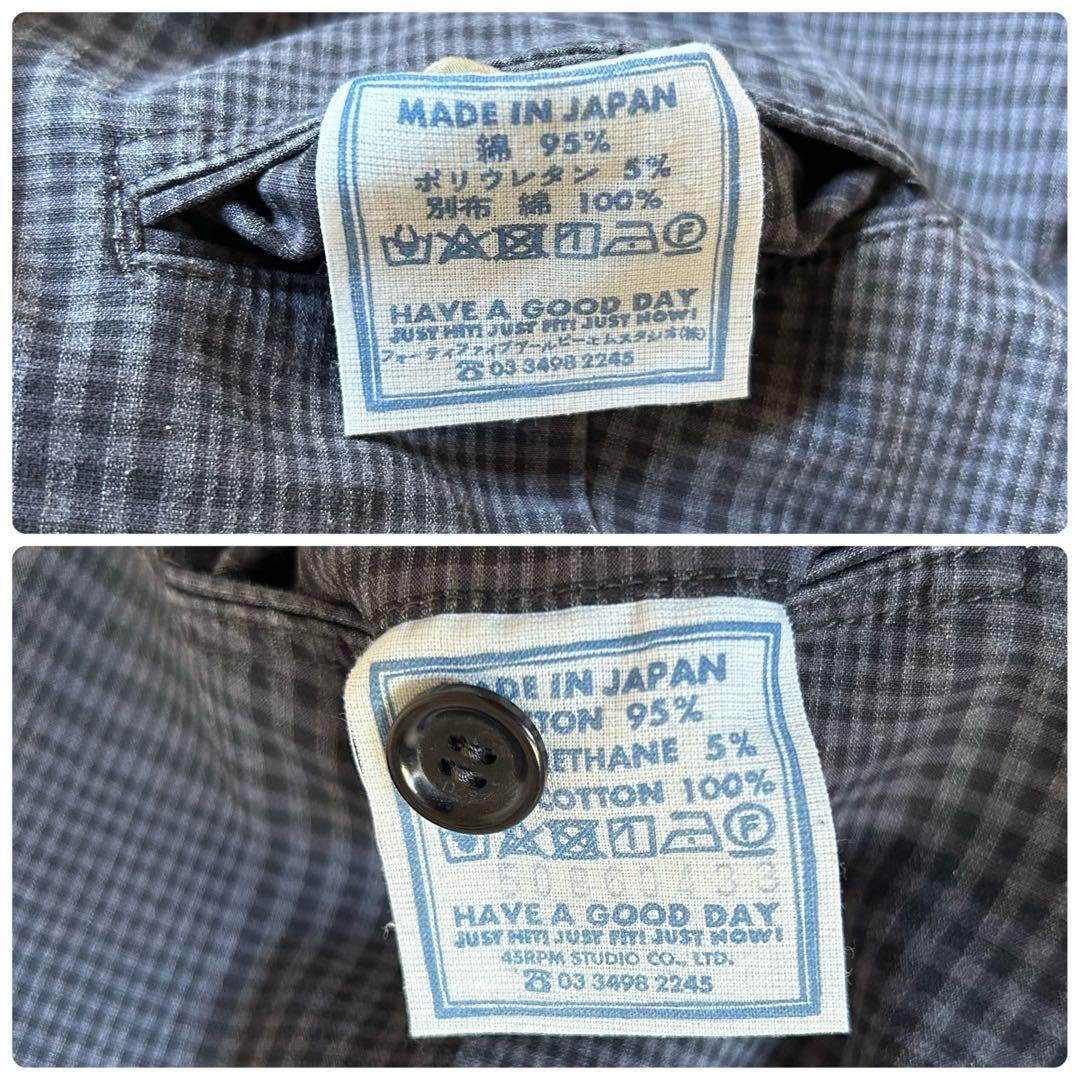 MADE IN JAPAN
綿 95%
ポリウレタン 5%
別布 綿 100%
F
HAVE A GOOD DAY
JUST HIT! JUST FIT! JUST NOW!
フォーティファイブアールピーエムスタジオ(株)
☎ 03 3498 2245
DE IN JAPAN
TON 95%
ETHANE 5%
COTTON 100%
F
HAVE A GOOD DAY
JUST HIT! JUST FIT! JUST NOW!
45RPM STUDIO CO., LTD.
☎ 03 3498 2245